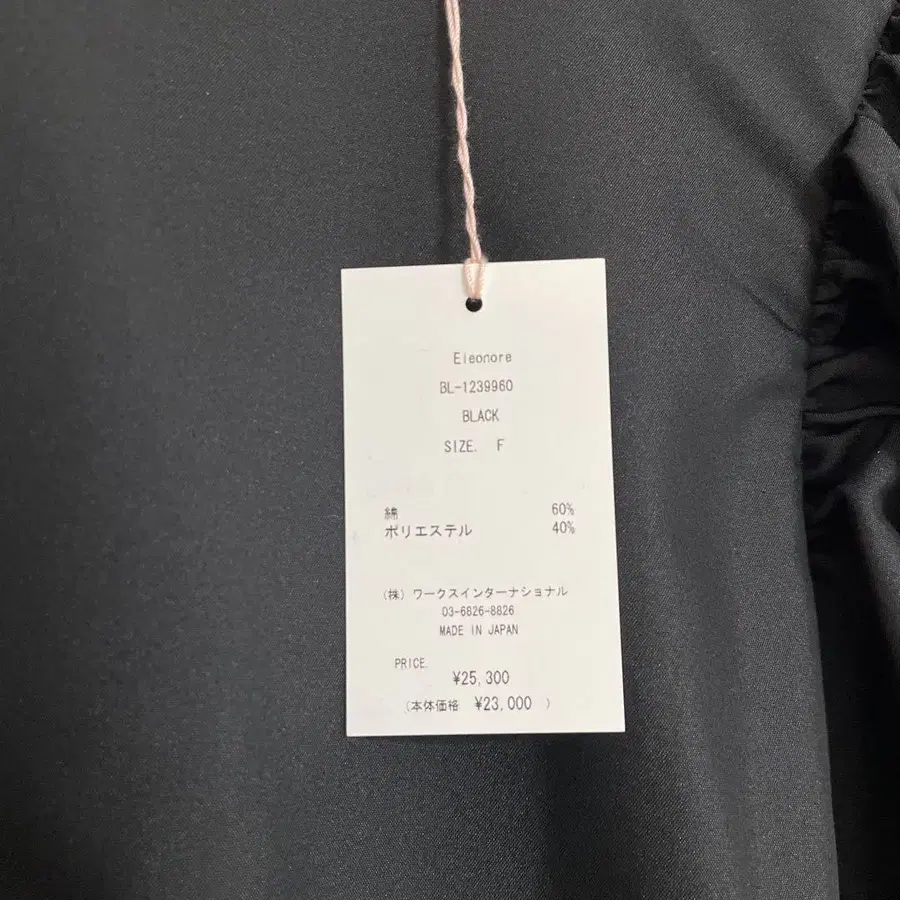 Eleonore
BL-1239960
BLACK
SIZE. F
綿 60%
ポリエステル 40%
(株) ワークスインターナショナル
03-6826-8826
MADE IN JAPAN
PRICE.
¥25,300
(本体価格 ¥23,000 )